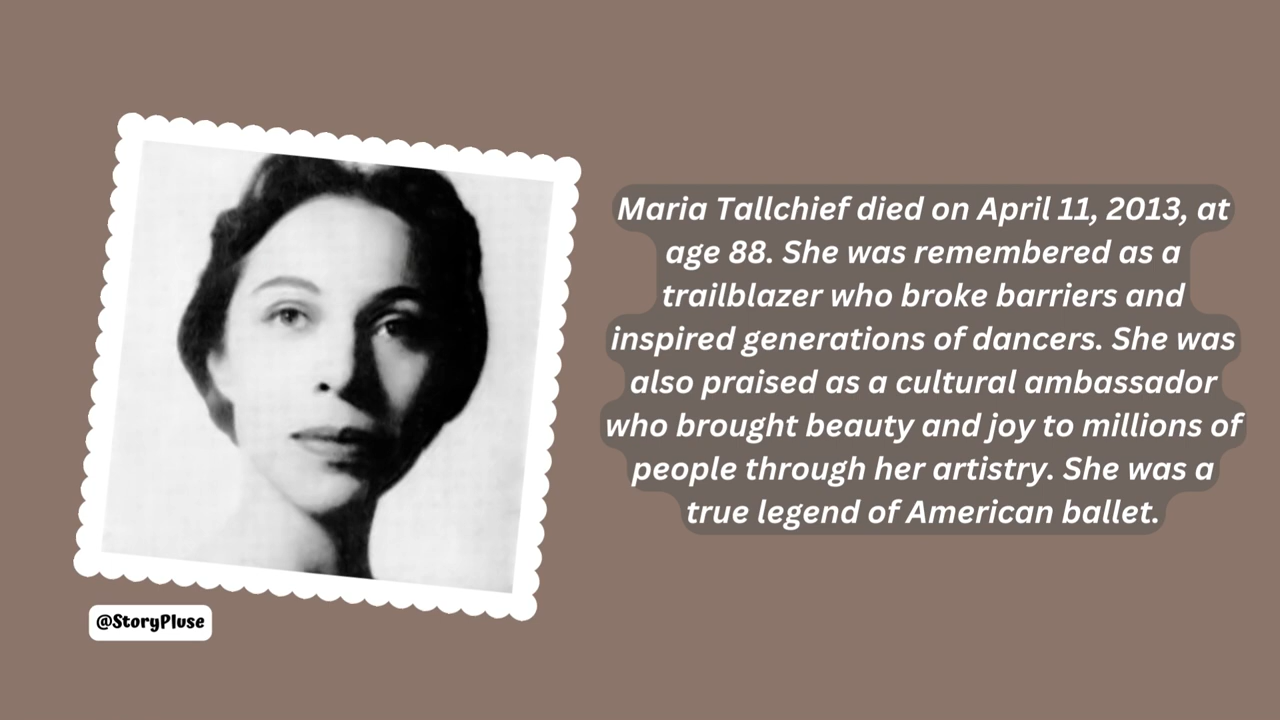 Maria Tallchief died on April 11, 2013, at
age 88. She was remembered as a
trailblazer who broke barriers and
inspired generations of dancers. She was
also praised as a cultural ambassador
who brought beauty and joy to millions of
people through her artistry. She was a
true legend of American ballet.
@StoryPluse